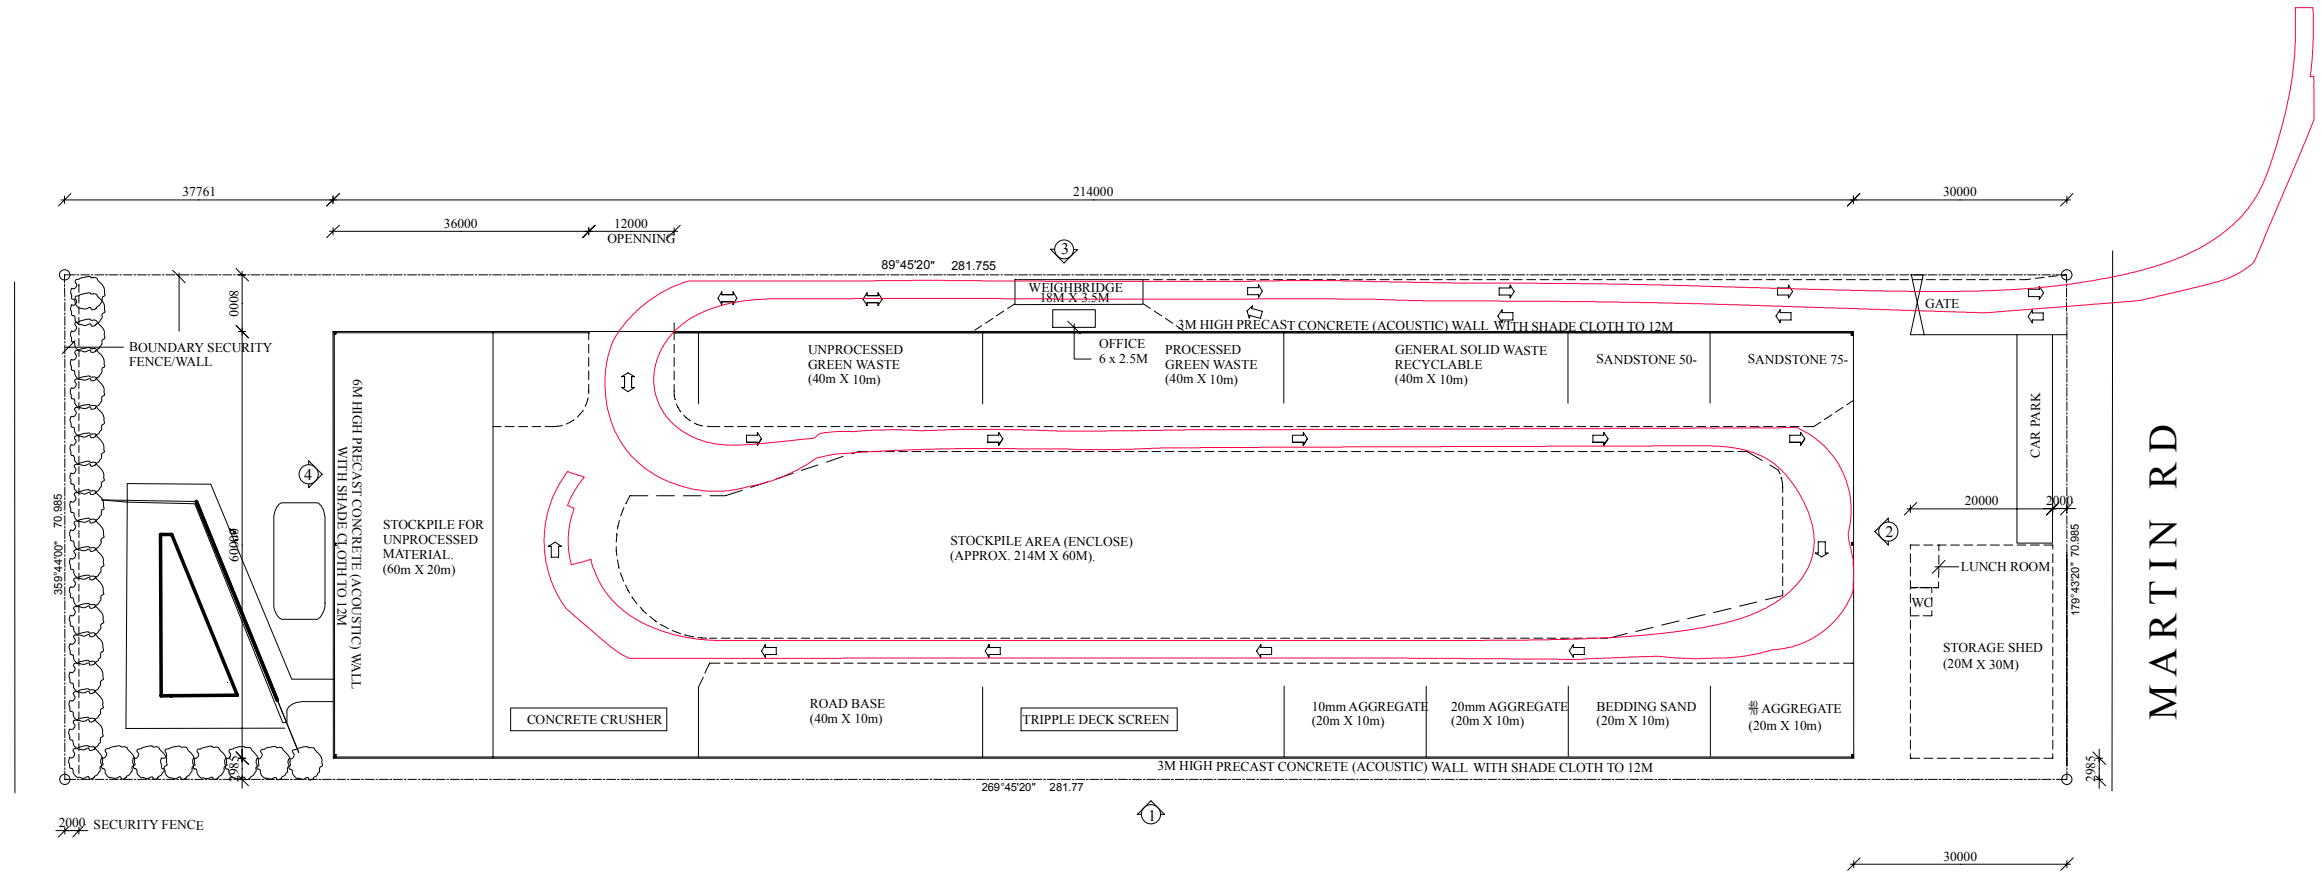 37761
214000
30000
36000
12000
OPENNING
3
89°45'20" 281.755
WEIGHBRIDGE
18M X 3.5M
GATE
8000
3M HIGH PRECAST CONCRETE (ACOUSTIC) WALL WITH SHADE CLOTH TO 12M
BOUNDARY SECURITY
FENCE/WALL
OFFICE
6 x 2.5M
UNPROCESSED
GREEN WASTE
(40m X 10m)
PROCESSED
GREEN WASTE
(40m X 10m)
GENERAL SOLID WASTE
RECYCLABLE
(40m X 10m)
SANDSTONE 50-
SANDSTONE 75-
6M HIGH PRECAST CONCRETE (ACOUSTIC) WALL
WITH SHADE CLOTH TO 12M
CAR PARK
MARTIN RD
4
359°44'00" 70.985
60000
STOCKPILE FOR
UNPROCESSED
MATERIAL.
(60m X 20m)
STOCKPILE AREA (ENCLOSE)
(APPROX. 214M X 60M).
20000
2000
2
179°43'20" 70.985
LUNCH ROOM
WC
STORAGE SHED
(20M X 30M)
CONCRETE CRUSHER
ROAD BASE
(40m X 10m)
TRIPPLE DECK SCREEN
10mm AGGREGATE
(20m X 10m)
20mm AGGREGATE
(20m X 10m)
BEDDING SAND
(20m X 10m)
AGGREGATE
(20m X 10m)
2985
3M HIGH PRECAST CONCRETE (ACOUSTIC) WALL WITH SHADE CLOTH TO 12M
2985
269°45'20" 281.77
1
2000 SECURITY FENCE
30000